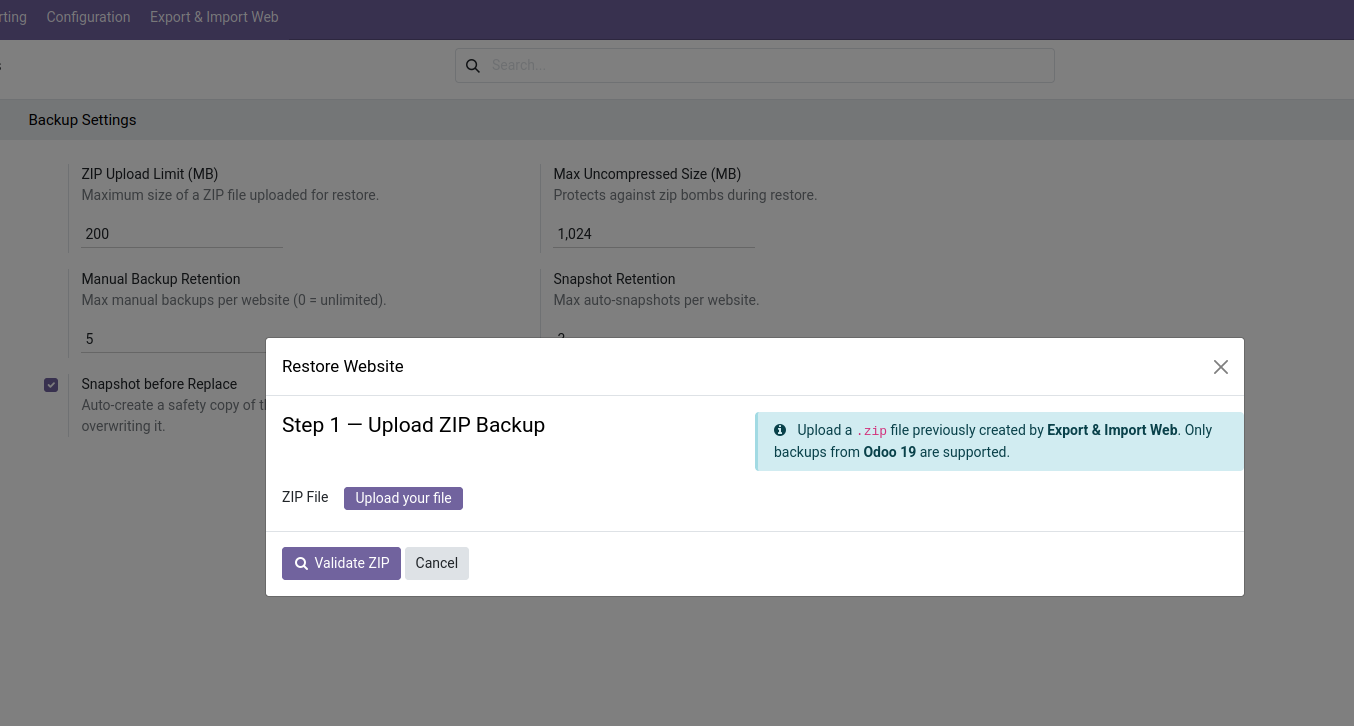 Configuration
Export & Import Web
Search...
Backup Settings
ZIP Upload Limit (MB)
Maximum size of a ZIP file uploaded for restore.
200
Max Uncompressed Size (MB)
Protects against zip bombs during restore.
1,024
Manual Backup Retention
Max manual backups per website (0 = unlimited).
5
Snapshot Retention
Max auto-snapshots per website.
Snapshot before Replace
Auto-create a safety copy of
overwriting it.
Restore Website
Step 1 — Upload ZIP Backup
Upload a .zip file previously created by Export & Import Web. Only
backups from Odoo 19 are supported.
ZIP File
Upload your file
Validate ZIP
Cancel